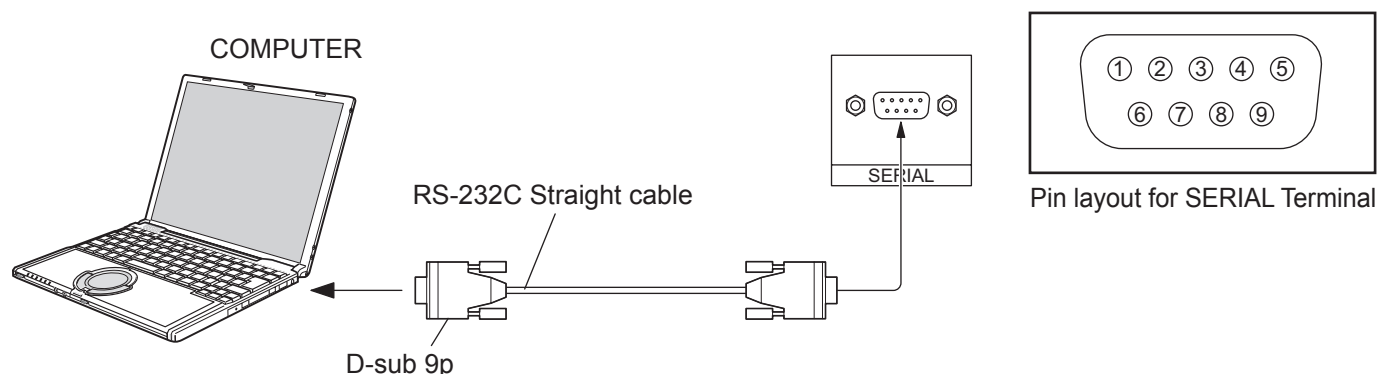 COMPUTER
RS-232C Straight cable
D-sub 9p
SERIAL
① ② ③ ④ ⑤
⑥ ⑦ ⑧ ⑨
Pin layout for SERIAL Terminal